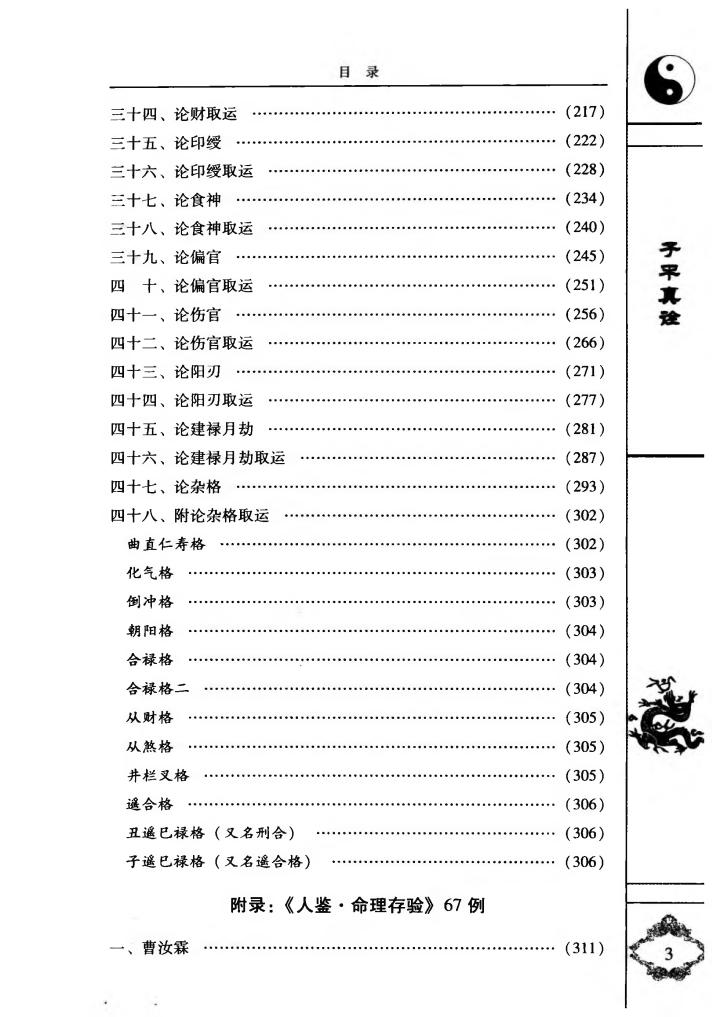 目 录
三十四、论财取运 ……………………………………………… (217)
三十五、论印绶 ……………………………………………… (222)
三十六、论印绶取运 ……………………………………………… (228)
三十七、论食神 ……………………………………………… (234)
三十八、论食神取运 ……………………………………………… (240)
三十九、论偏官 ……………………………………………… (245)
四 十、论偏官取运 ……………………………………………… (251)
四十一、论伤官 ……………………………………………… (256)
四十二、论伤官取运 ……………………………………………… (266)
四十三、论阳刃 ……………………………………………… (271)
四十四、论阳刃取运 ……………………………………………… (277)
四十五、论建禄月劫 ……………………………………………… (281)
四十六、论建禄月劫取运 ……………………………………………… (287)
四十七、论杂格 ……………………………………………… (293)
四十八、附论杂格取运 ……………………………………………… (302)
曲直仁寿格 ……………………………………………… (302)
化气格 ……………………………………………… (303)
倒冲格 ……………………………………………… (303)
朝阳格 ……………………………………………… (304)
合禄格 ……………………………………………… (304)
合禄格二 ……………………………………………… (304)
从财格 ……………………………………………… (305)
从煞格 ……………………………………………… (305)
井栏叉格 ……………………………………………… (305)
遥合格 ……………………………………………… (306)
丑遥巳禄格（又名刑合） ……………………………………… (306)
子遥巳禄格（又名遥合格） ……………………………………… (306)
附录：《人鉴·命理存验》67 例
一、曹汝霖 ……………………………………………… (311)
子平真诠
3